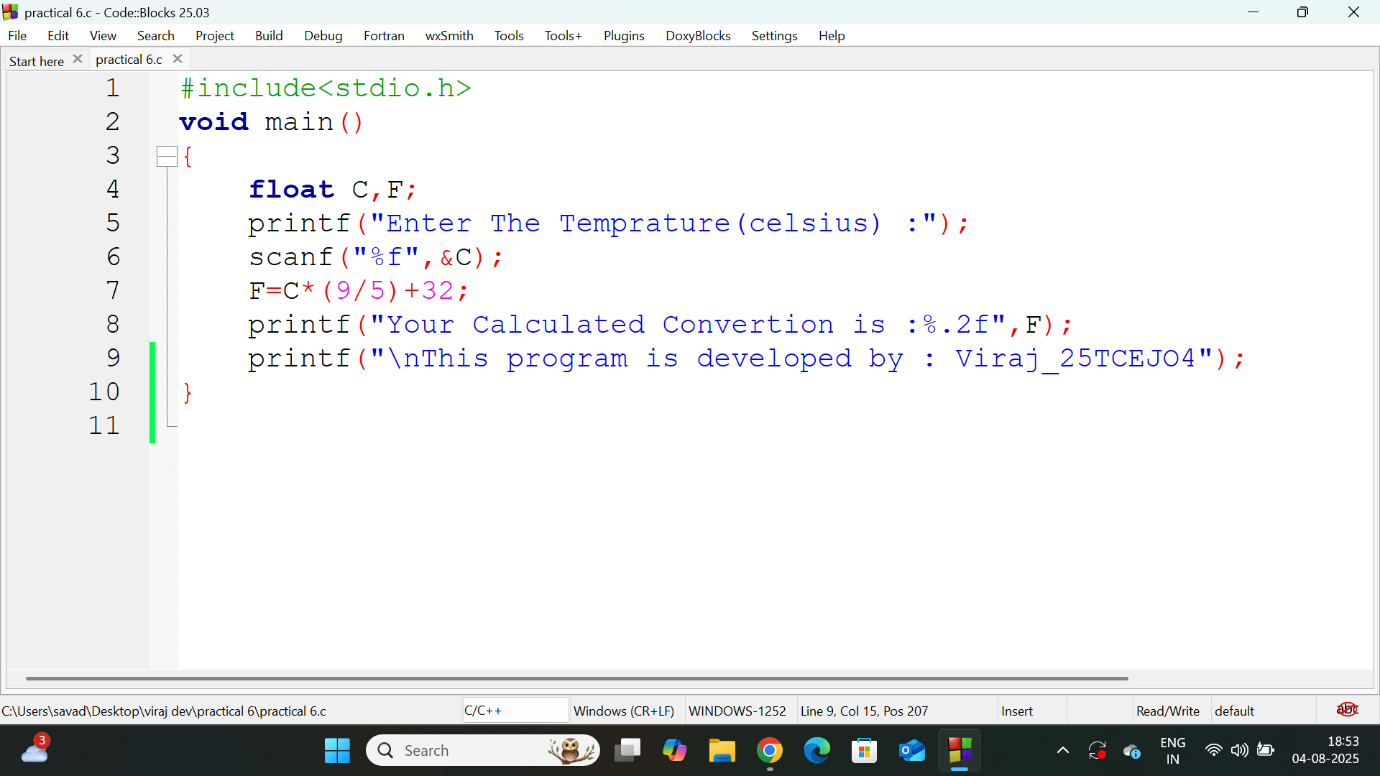 practical 6.c - Code::Blocks 25.03
File Edit View Search Project Build Debug Fortran wxSmith Tools Tools+ Plugins DoxyBlocks Settings Help
Start here practical 6.c
1 #include<stdio.h>
2 void main()
3 {
4 float C,F;
5 printf("Enter The Temprature(celsius) :");
6 scanf("%f",&C);
7 F=C*(9/5)+32;
8 printf("Your Calculated Convertion is :%.2f",F);
9 printf("\nThis program is developed by : Viraj_25TCEJO4");
10 }
11
C:\Users\savad\Desktop\viraj dev\practical 6\practical 6.c C/C++ Windows (CR+LF) WINDOWS-1252 Line 9, Col 15, Pos 207 Insert Read/Write default abc
3 Search ENG 18:53
IN 04-08-2025